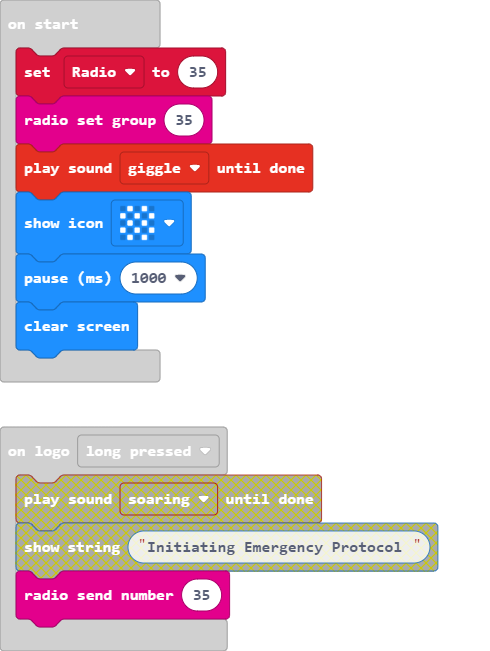 on start
set Radio to 35
radio set group 35
play sound giggle until done
show icon
pause (ms) 1000
clear screen
on logo long pressed
play sound soaring until done
show string "Initiating Emergency Protocol "
radio send number 35